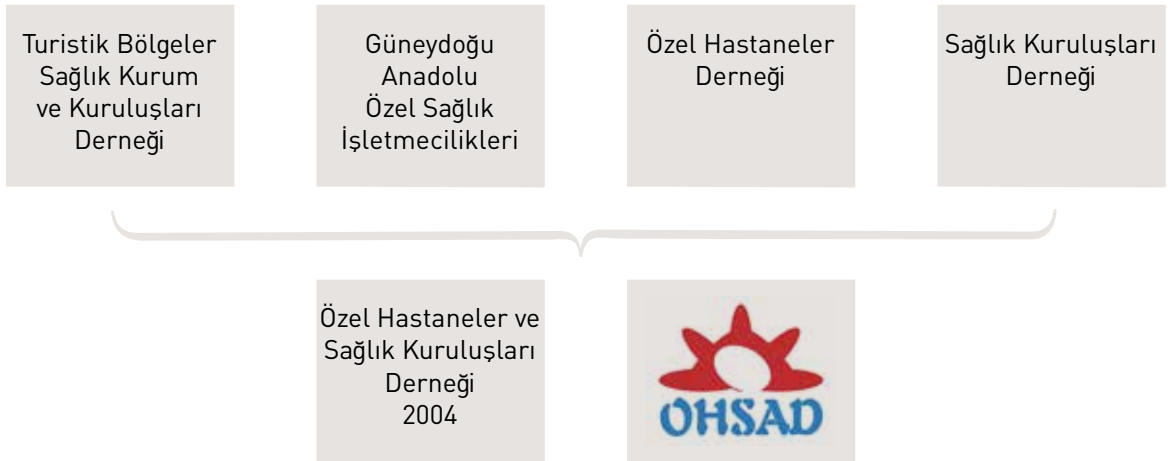 Turistik Bölgeler
Sağlık Kurum
ve Kuruluşları
Derneği
Güneydoğu
Anadolu
Özel Sağlık
İşletmecilikleri
Özel Hastaneler
Derneği
Sağlık Kuruluşları
Derneği
Özel Hastaneler ve
Sağlık Kuruluşları
Derneği
2004
OHSAD